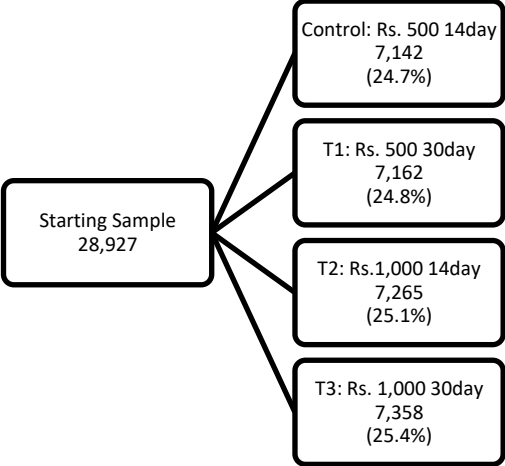 Starting Sample
28,927
Control: Rs. 500 14day
7,142
(24.7%)
T1: Rs. 500 30day
7,162
(24.8%)
T2: Rs.1,000 14day
7,265
(25.1%)
T3: Rs. 1,000 30day
7,358
(25.4%)